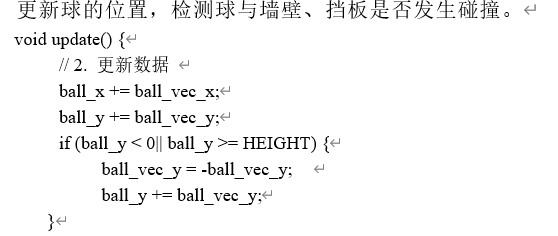 更新球的位置，检测球与墙壁、挡板是否发生碰撞。
void update() {
// 2. 更新数据
ball_x += ball_vec_x;
ball_y += ball_vec_y;
if (ball_y < 0|| ball_y >= HEIGHT) {
ball_vec_y = -ball_vec_y;
ball_y += ball_vec_y;
}